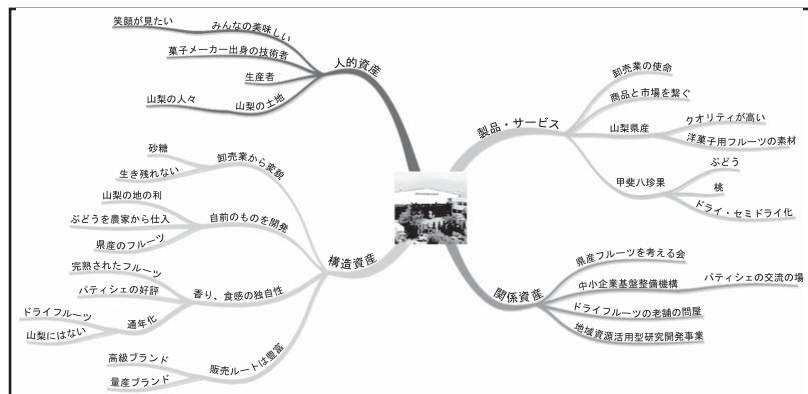 人的資産
みんなの美味しい
笑顔が見たい
菓子メーカー出身の技術者
生産者
山梨の土地
山梨の人々
構造資産
卸売業から変貌
砂糖
生き残れない
自前のものを開発
山梨の地の利
ぶどうを農家から仕入
県産のフルーツ
香り、食感の独自性
完熟されたフルーツ
パティシエの好評
通年化
ドライフルーツ
山梨にはない
販売ルートは豊富
高級ブランド
量産ブランド
製品・サービス
卸売業の使命
商品と市場を繋ぐ
山梨県産
クオリティが高い
洋菓子用フルーツの素材
甲斐八珍果
ぶどう
桃
ドライ・セミドライ化
関係資産
県産フルーツを考える会
中小企業基盤整備機構
パティシエの交流の場
ドライフルーツの老舗の問屋
地域資源活用型研究開発事業